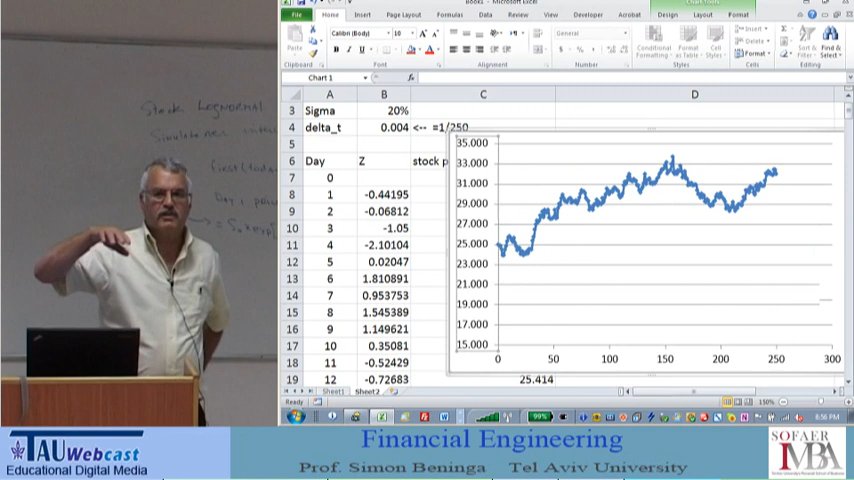 Books - Microsoft Excel
Chart Tools
File Home Insert Page Layout Formulas Data Review View Developer Acrobat Design Layout Format
Calibri (Body) 10 General Insert
Paste Delete
Conditional Formatting Format as Table Cell Styles Format Sort & Filter Find & Select
Clipboard Font Alignment Number Styles Cells Editing
Chart 1 fx
A B C D
3 Sigma 20%
4 delta_t 0.004 <-- =1/250
5
6 Day Z stock p
7 0
8 1 -0.44195
9 2 -0.06812
10 3 -1.05
11 4 -2.10104
12 5 0.02047
13 6 1.810891
14 7 0.953753
15 8 1.545389
16 9 1.149621
17 10 0.35081
18 11 -0.52429
19 12 -0.72683 25.414
35.000
33.000
31.000
29.000
27.000
25.000
23.000
21.000
19.000
17.000
15.000
0 50 100 150 200 250 300
Sheet1 Sheet2
Ready 150%
99% 8:56 PM
Stock LOGNORMAL
TAU Webcast
Educational Digital Media
Financial Engineering
Prof. Simon Beninga Tel Aviv University
SOFAER
IMBA